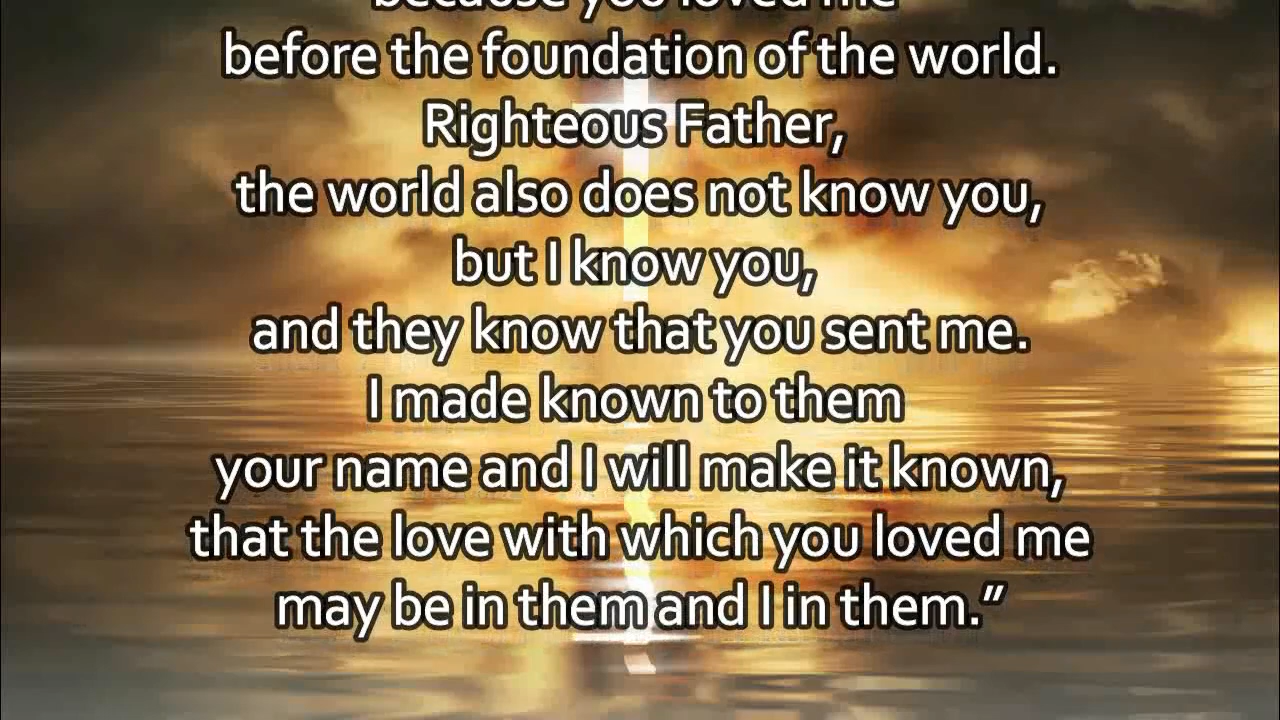 because you loved me
before the foundation of the world.
Righteous Father,
the world also does not know you,
but I know you,
and they know that you sent me.
I made known to them
your name and I will make it known,
that the love with which you loved me
may be in them and I in them.”